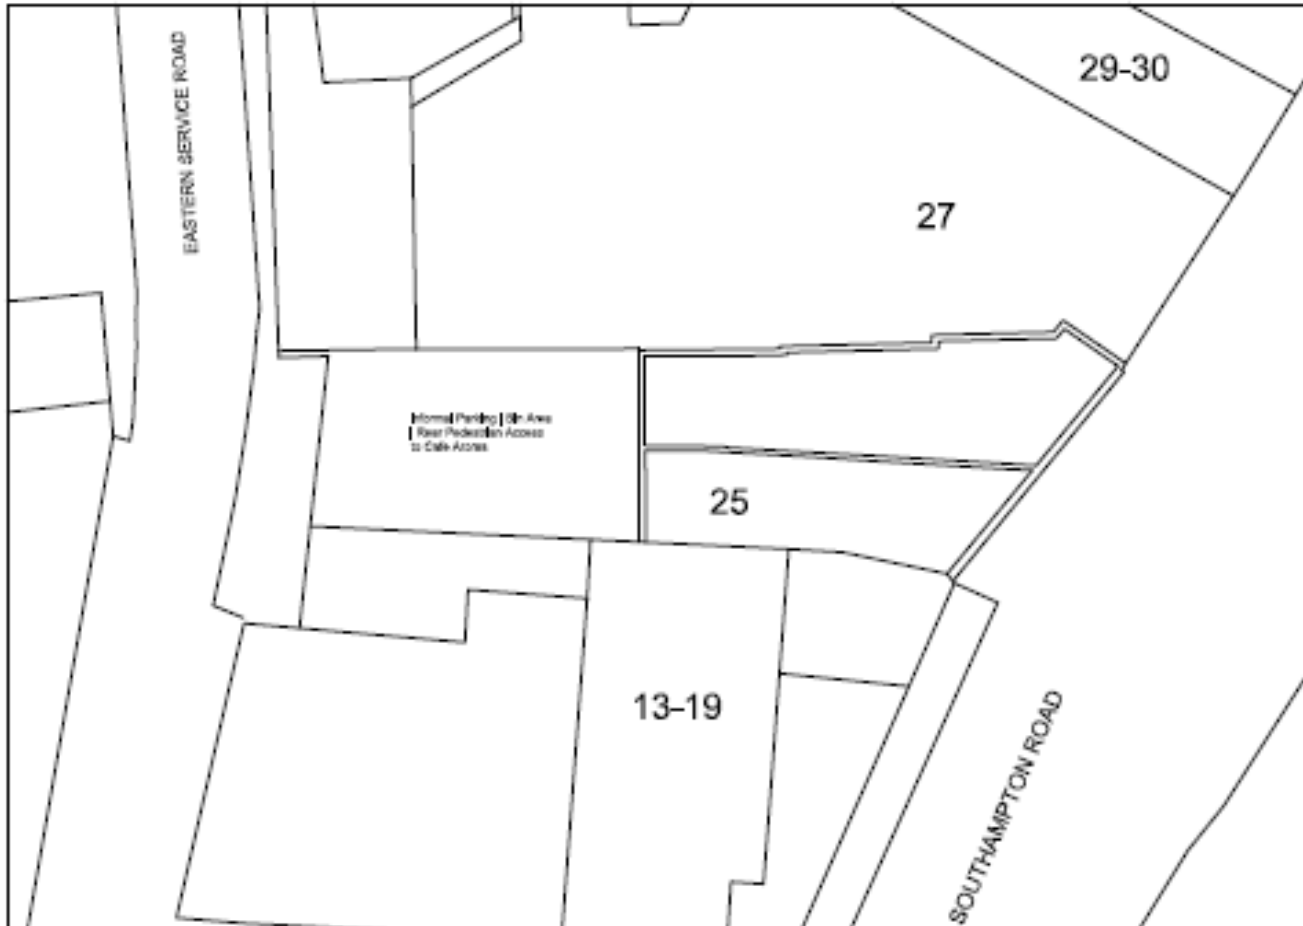 29-30
EASTERN SERVICE ROAD
27
Informal Parking | Bin Area
| Rear Pedestrian Access
to Cafe Aroma
25
13-19
SOUTHAMPTON ROAD